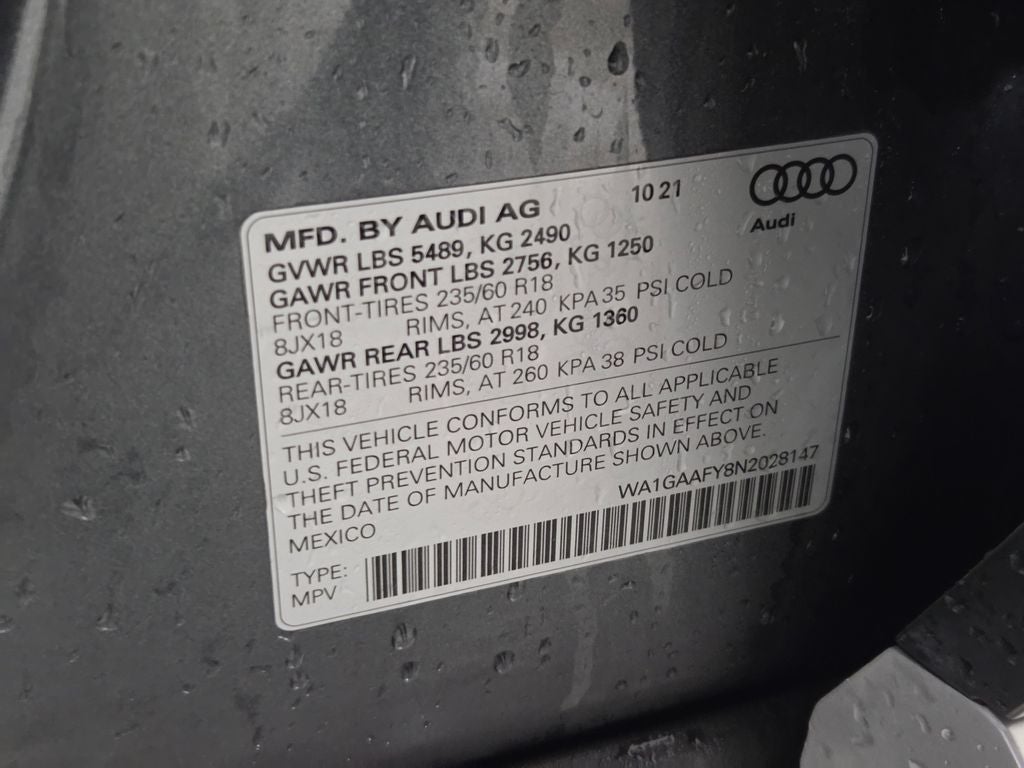 MFD. BY AUDI AG 10 21
Audi
GVWR LBS 5489, KG 2490
GAWR FRONT LBS 2756, KG 1250
FRONT-TIRES 235/60 R18
8JX18 RIMS, AT 240 KPA 35 PSI COLD
GAWR REAR LBS 2998, KG 1360
REAR-TIRES 235/60 R18
8JX18 RIMS, AT 260 KPA 38 PSI COLD
THIS VEHICLE CONFORMS TO ALL APPLICABLE
U.S. FEDERAL MOTOR VEHICLE SAFETY AND
THEFT PREVENTION STANDARDS IN EFFECT ON
THE DATE OF MANUFACTURE SHOWN ABOVE.
MEXICO WA1GAAFY8N2028147
TYPE:
MPV